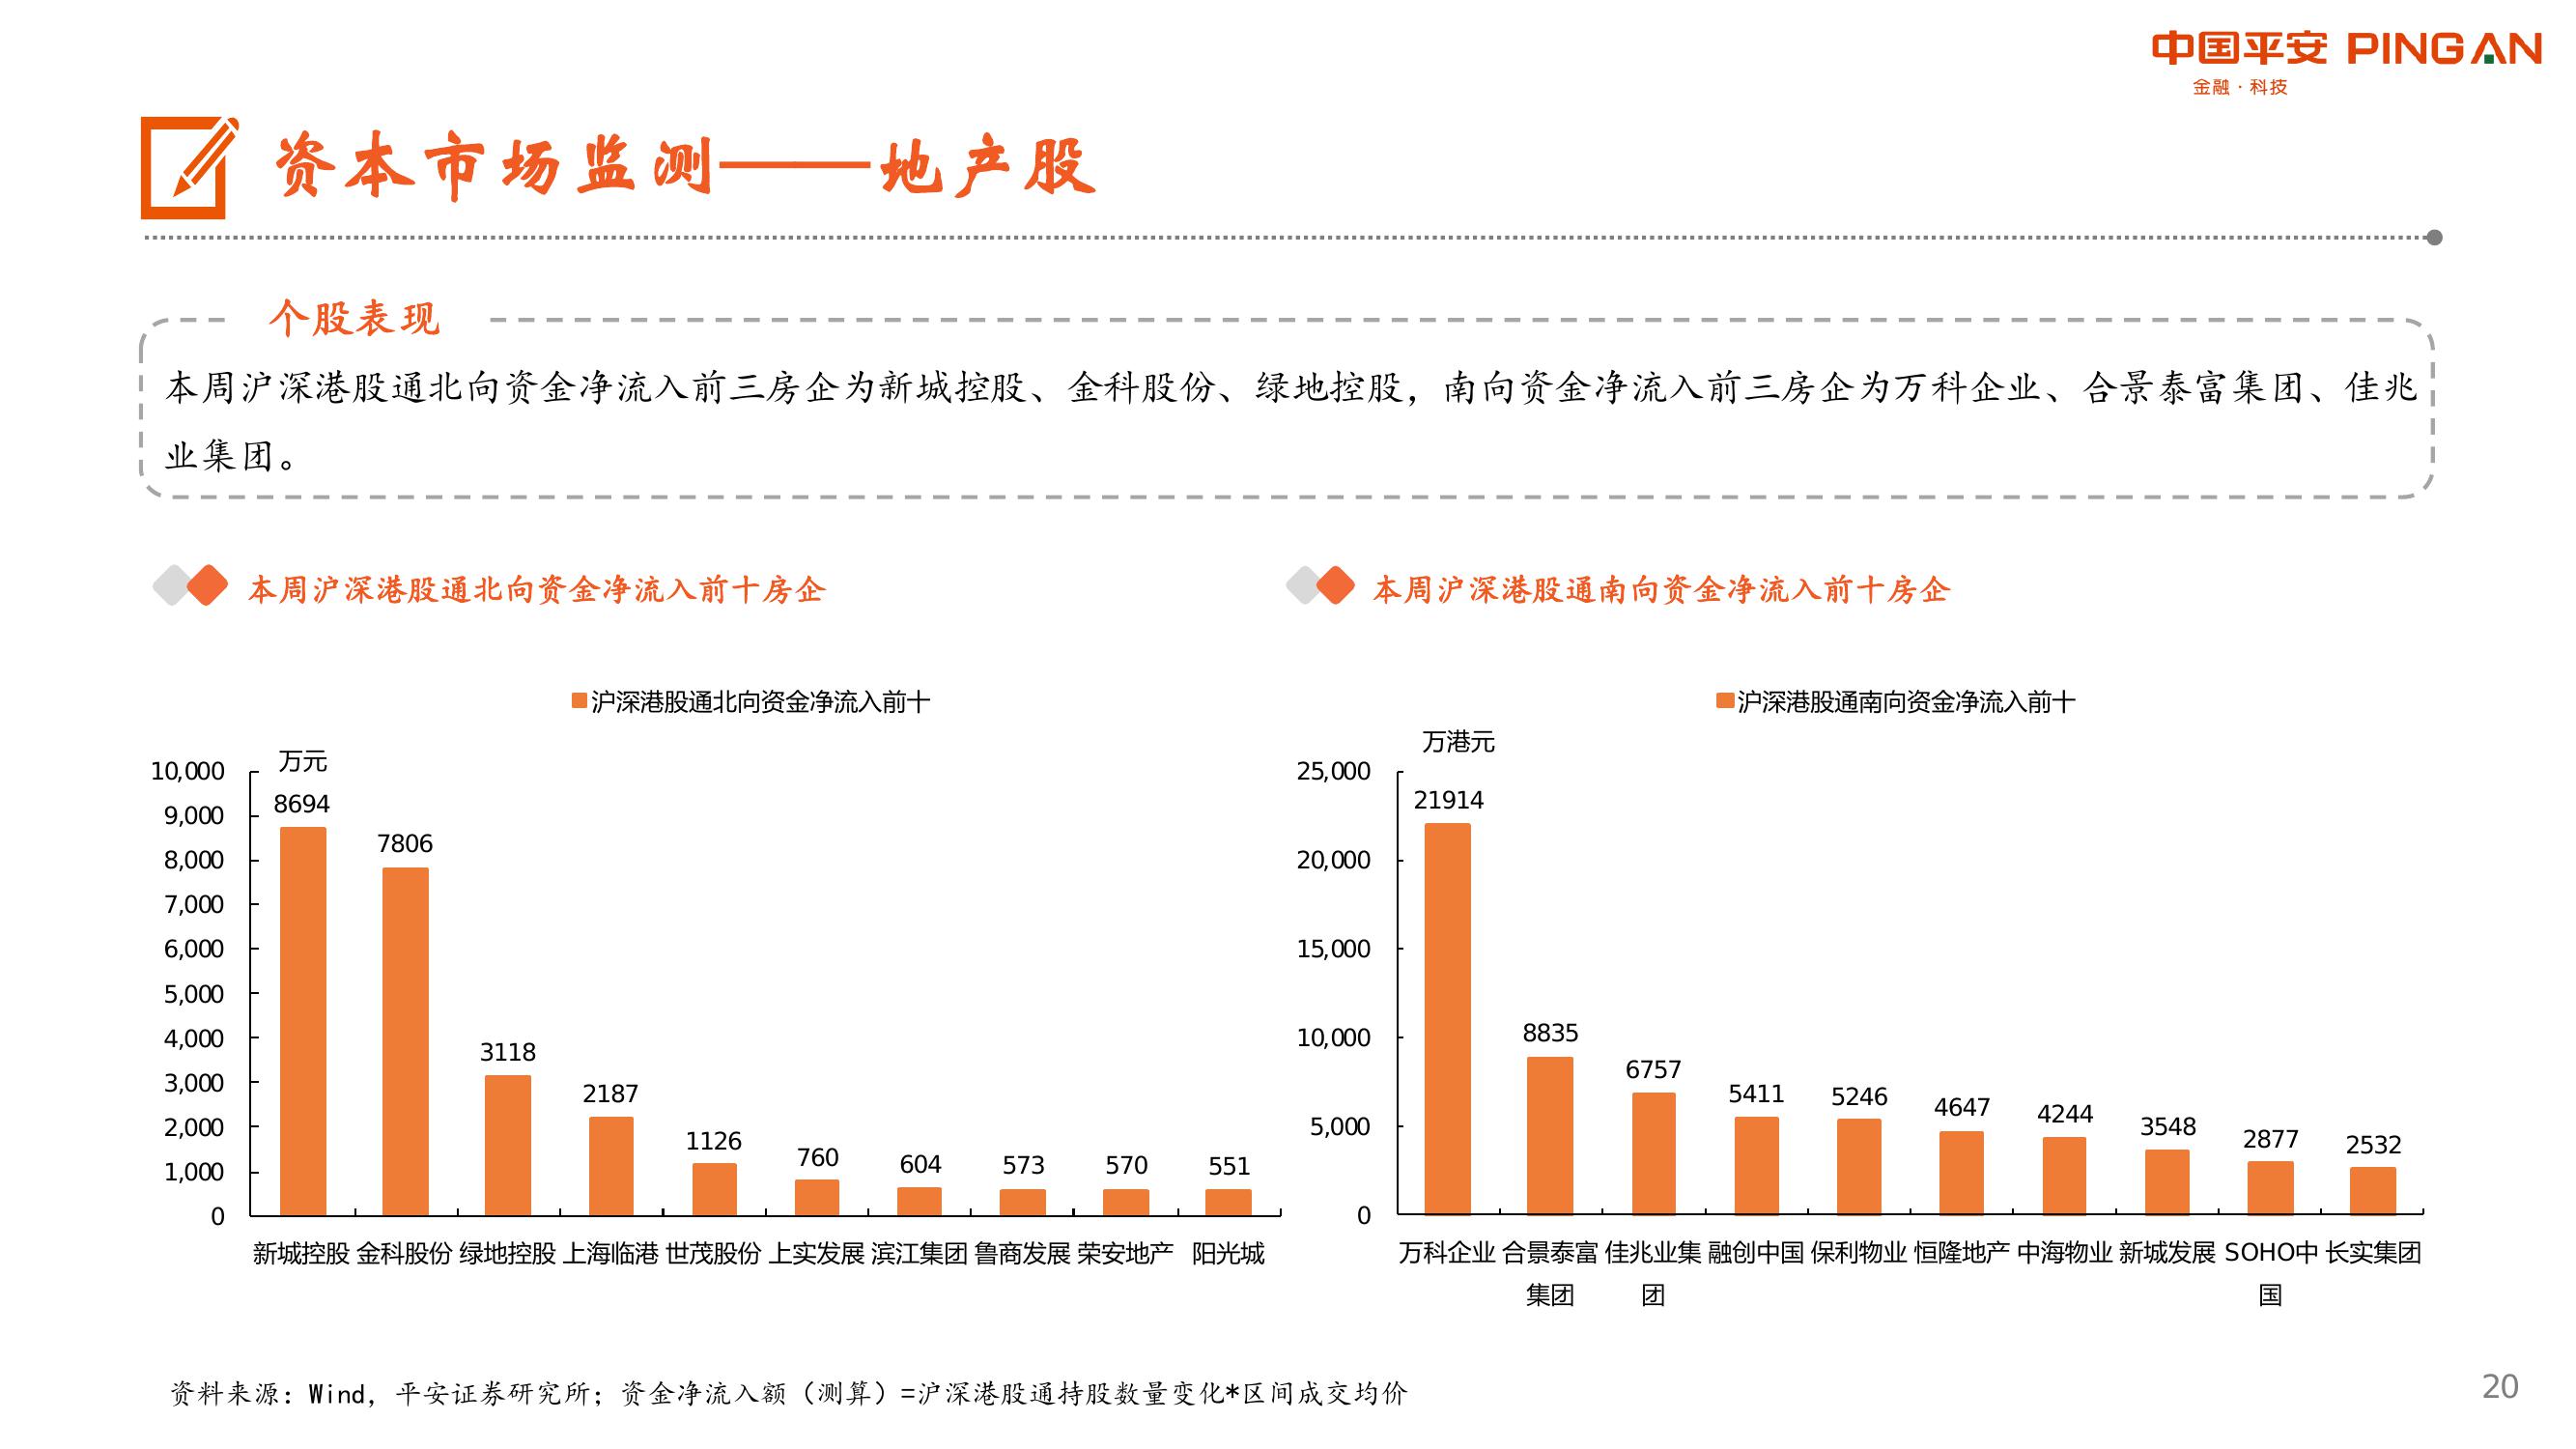 中国平安 PINGAN
金融·科技
资本市场监测——地产股
个股表现
本周沪深港股通北向资金净流入前三房企为新城控股、金科股份、绿地控股，南向资金净流入前三房企为万科企业、合景泰富集团、佳兆
业集团。
本周沪深港股通北向资金净流入前十房企
沪深港股通北向资金净流入前十
万元
10,000
9,000
8,000
7,000
6,000
5,000
4,000
3,000
2,000
1,000
0
8694
7806
3118
2187
1126
760
604
573
570
551
新城控股 金科股份 绿地控股 上海临港 世茂股份 上实发展 滨江集团 鲁商发展 荣安地产 阳光城
本周沪深港股通南向资金净流入前十房企
沪深港股通南向资金净流入前十
万港元
25,000
20,000
15,000
10,000
5,000
0
21914
8835
6757
5411
5246
4647
4244
3548
2877
2532
万科企业 合景泰富 佳兆业集 融创中国 保利物业 恒隆地产 中海物业 新城发展 SOHO中 长实集团
集团 团 国
资料来源：Wind，平安证券研究所；资金净流入额（测算）=沪深港股通持股数量变化*区间成交均价
20